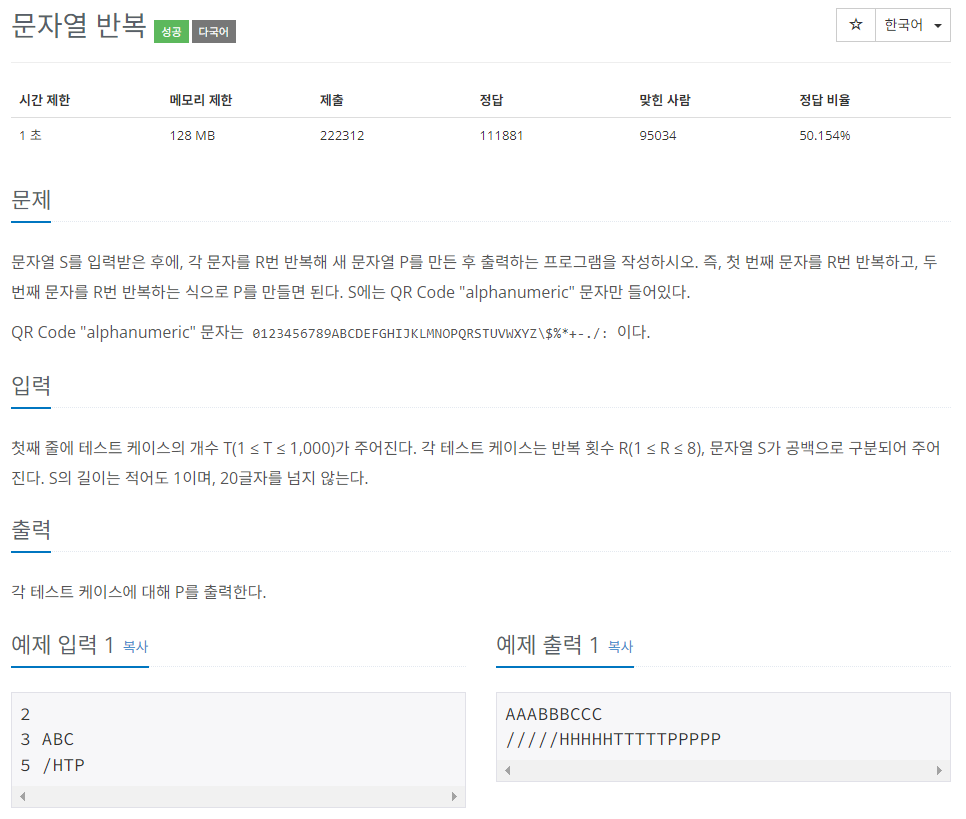 문자열 반복 성공 다국어 ☆ 한국어
시간 제한 메모리 제한 제출 정답 맞힌 사람 정답 비율
1 초 128 MB 222312 111881 95034 50.154%
문제
문자열 S를 입력받은 후에, 각 문자를 R번 반복해 새 문자열 P를 만든 후 출력하는 프로그램을 작성하시오. 즉, 첫 번째 문자를 R번 반복하고, 두
번째 문자를 R번 반복하는 식으로 P를 만들면 된다. S에는 QR Code "alphanumeric" 문자만 들어있다.
QR Code "alphanumeric" 문자는 0123456789ABCDEFGHIJKLMNOPQRSTUVWXYZ\$%*+-./: 이다.
입력
첫째 줄에 테스트 케이스의 개수 T(1 ≤ T ≤ 1,000)가 주어진다. 각 테스트 케이스는 반복 횟수 R(1 ≤ R ≤ 8), 문자열 S가 공백으로 구분되어 주어
진다. S의 길이는 적어도 1이며, 20글자를 넘지 않는다.
출력
각 테스트 케이스에 대해 P를 출력한다.
예제 입력 1 복사
2
3 ABC
5 /HTP
예제 출력 1 복사
AAABBBCCC
/////HHHHHTTTTTPPPPP